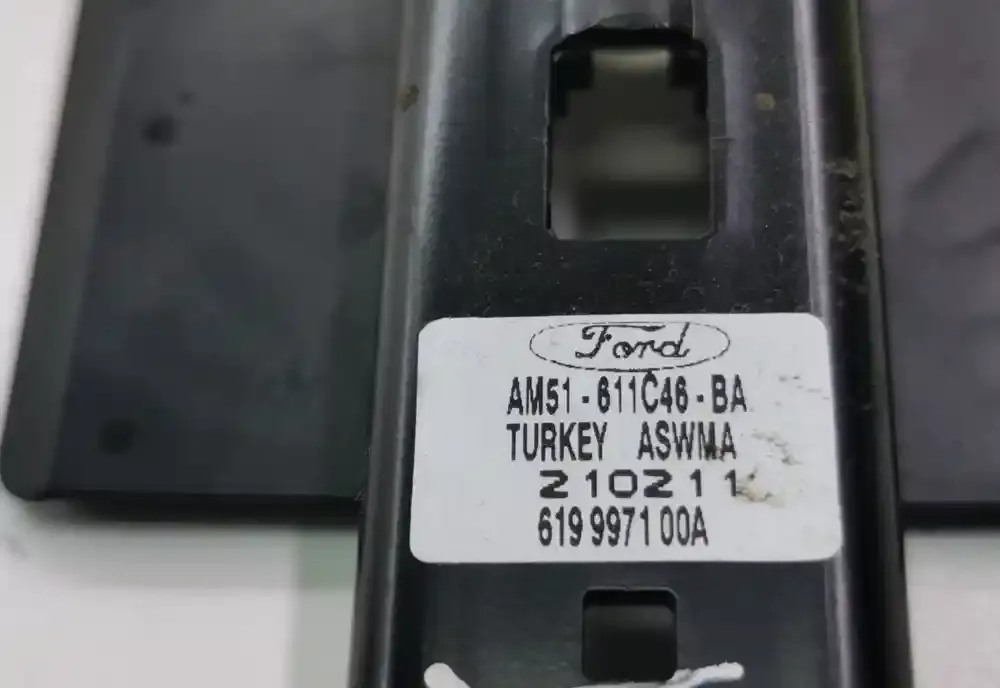 Ford
AM51-611C46-BA
TURKEY ASWMA
210211
619 9971 00A